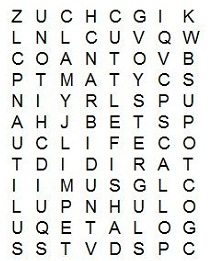 Z U C H C G I K
L N L C U V Q W
C O A N T O V B
P T M A T Y C S
N I Y R L S P U
A H J B E T S P
U C L I F E C O
T D I D I R A T
I I M U S G L C
L U P N H U L O
U Q E T A L O G
S S T V D S P C